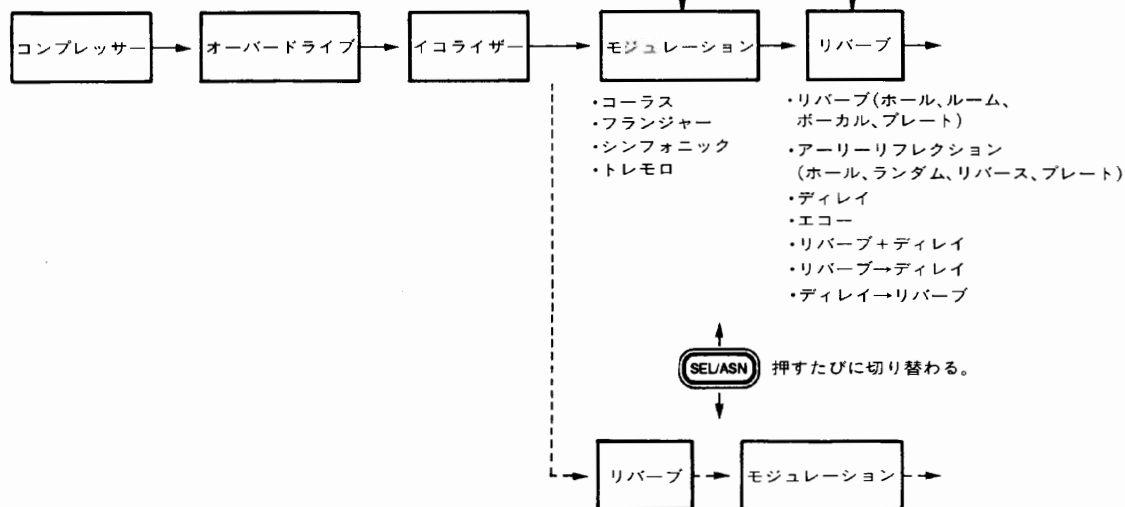 コンプレッサー
オーバードライブ
イコライザー
モジュレーション
リバーブ
・コーラス
・フランジャー
・シンフォニック
・トレモロ
・リバーブ(ホール、ルーム、
ボーカル、プレート)
・アーリーリフレクション
(ホール、ランダム、リバース、プレート)
・ディレイ
・エコー
・リバーブ+ディレイ
・リバーブ→ディレイ
・ディレイ→リバーブ
SEL/ASN 押すたびに切り替わる。
リバーブ
モジュレーション